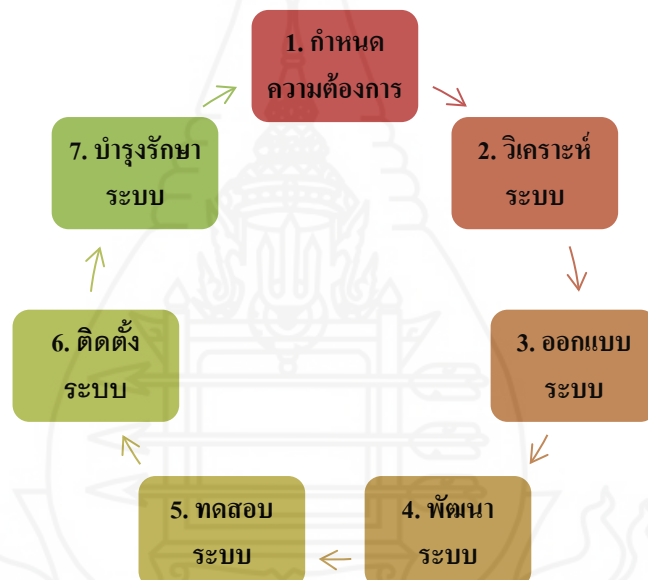 1. กำหนด
ความต้องการ
2. วิเคราะห์
ระบบ
3. ออกแบบ
ระบบ
4. พัฒนา
ระบบ
5. ทดสอบ
ระบบ
6. ติดตั้ง
ระบบ
7. บำรุงรักษา
ระบบ